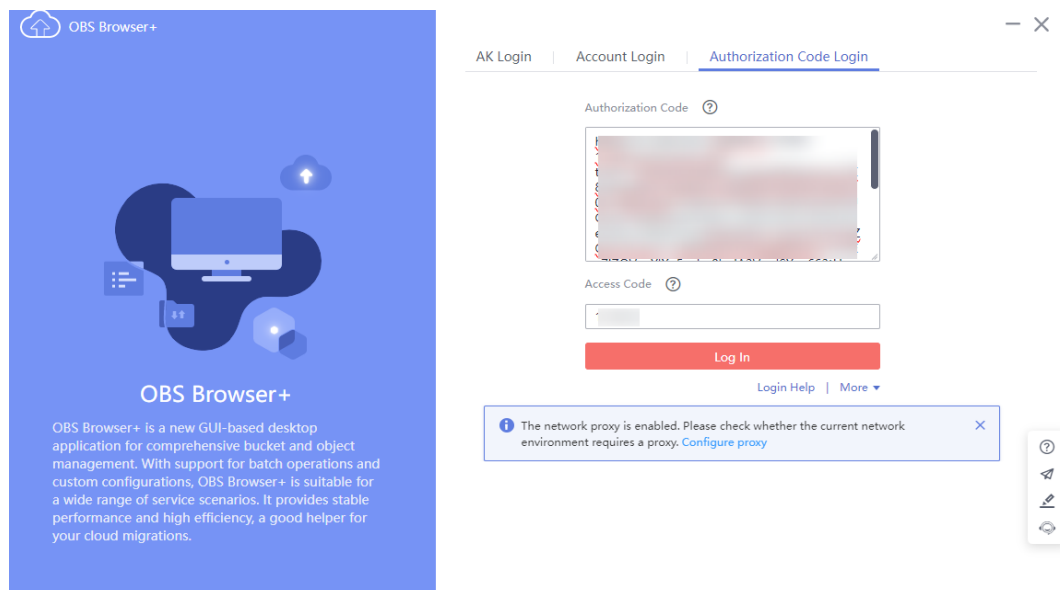 OBS Browser+
AK Login
Account Login
Authorization Code Login
Authorization Code
Access Code
Log In
Login Help | More
The network proxy is enabled. Please check whether the current network
environment requires a proxy. Configure proxy
OBS Browser+
OBS Browser+ is a new GUI-based desktop
application for comprehensive bucket and object
management. With support for batch operations and
custom configurations, OBS Browser+ is suitable for
a wide range of service scenarios. It provides stable
performance and high efficiency, a good helper for
your cloud migrations.